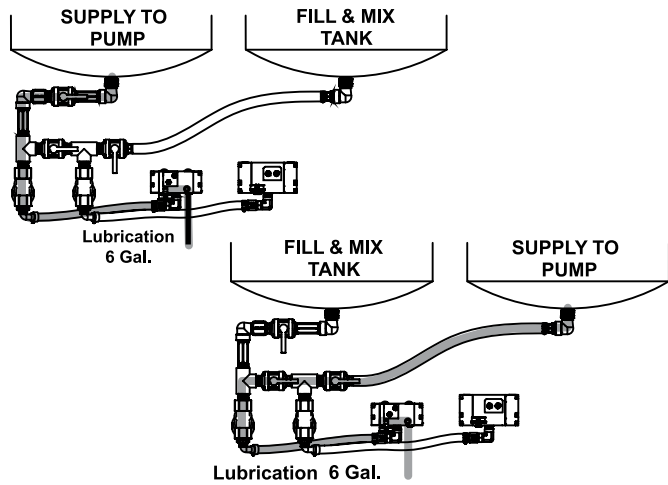 SUPPLY TO
PUMP
FILL & MIX
TANK
Lubrication
6 Gal.
FILL & MIX
TANK
SUPPLY TO
PUMP
Lubrication 6 Gal.